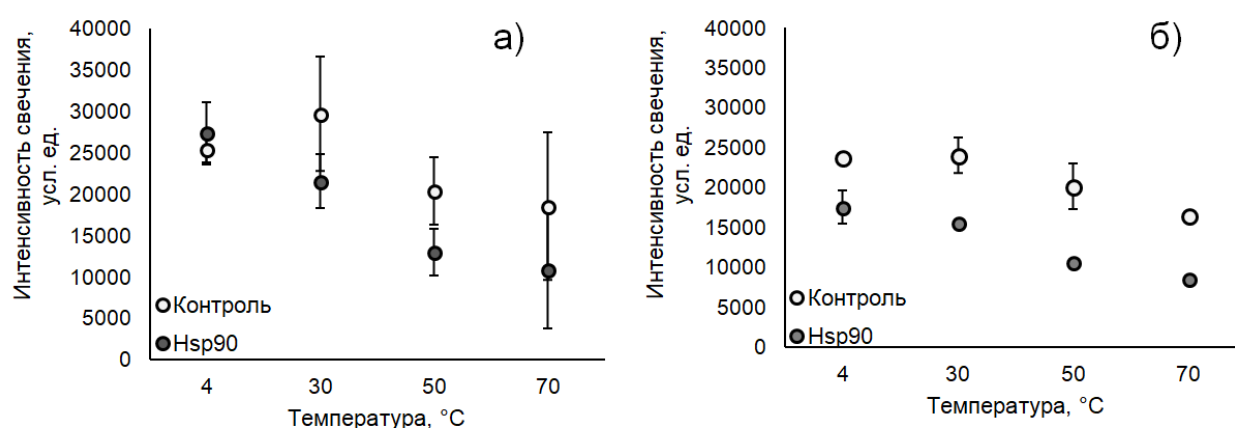 Интенсивность свечения,
усл. ед.
40000
35000
30000
25000
20000
15000
10000
5000
0
а)
Контроль
Hsp90
4 30 50 70
Температура, °C
Интенсивность свечения,
усл. ед.
40000
35000
30000
25000
20000
15000
10000
5000
0
б)
Контроль
Hsp90
4 30 50 70
Температура, °C